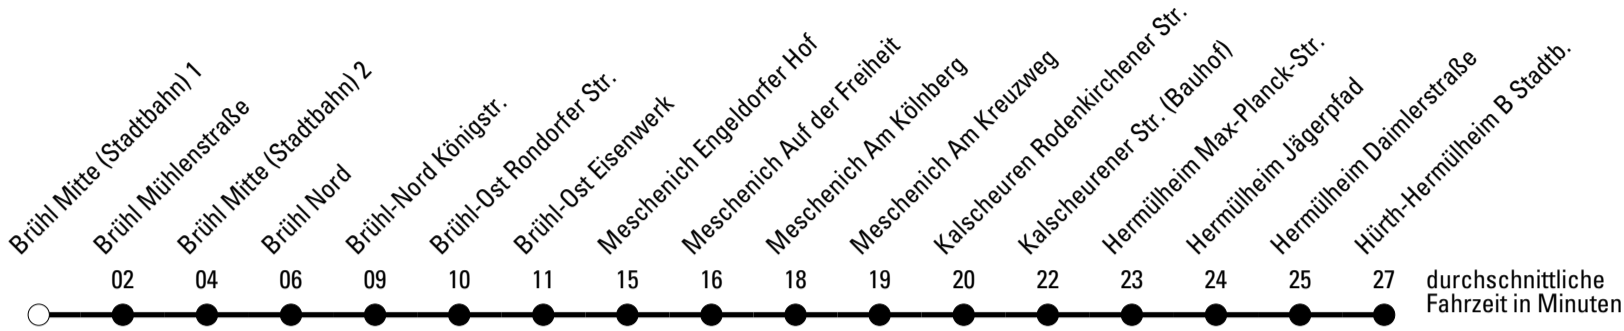 Brühl Mitte (Stadtbahn) 1
Brühl Mühlenstraße
Brühl Mitte (Stadtbahn) 2
Brühl Nord
Brühl-Nord Königstr.
Brühl-Ost Rondorfer Str.
Brühl-Ost Eisenwerk
Meschenich Engeldorfer Hof
Meschenich Auf der Freiheit
Meschenich Am Kölnberg
Meschenich Am Kreuzweg
Kalscheuren Rodenkirchener Str.
Kalscheurener Str. (Bauhof)
Hermülheim Max-Planck-Str.
Hermülheim Jägerpfad
Hermülheim Daimlerstraße
Hürth-Hermülheim B Stadtb.
02 04 06 09 10 11 15 16 18 19 20 22 23 24 25 27
durchschnittliche
Fahrzeit in Minuten